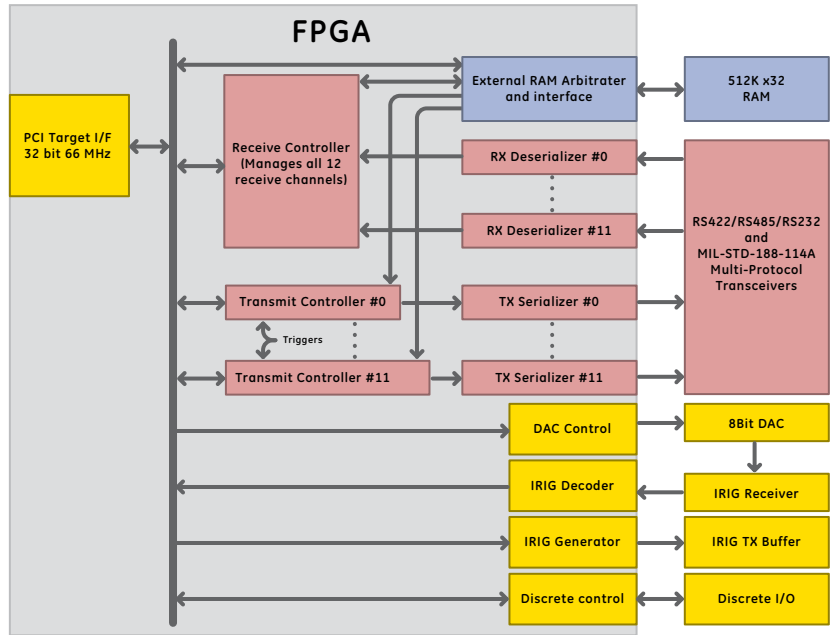 FPGA
PCI Target I/F
32 bit 66 MHz
Receive Controller
(Manages all 12
receive channels)
External RAM Arbitrater
and interface
512K x32
RAM
RX Deserializer #0
RX Deserializer #11
RS422/RS485/RS232
and
MIL-STD-188-114A
Multi-Protocol
Transceivers
Transmit Controller #0
TX Serializer #0
Triggers
Transmit Controller #11
TX Serializer #11
DAC Control
8Bit DAC
IRIG Decoder
IRIG Receiver
IRIG Generator
IRIG TX Buffer
Discrete control
Discrete I/O